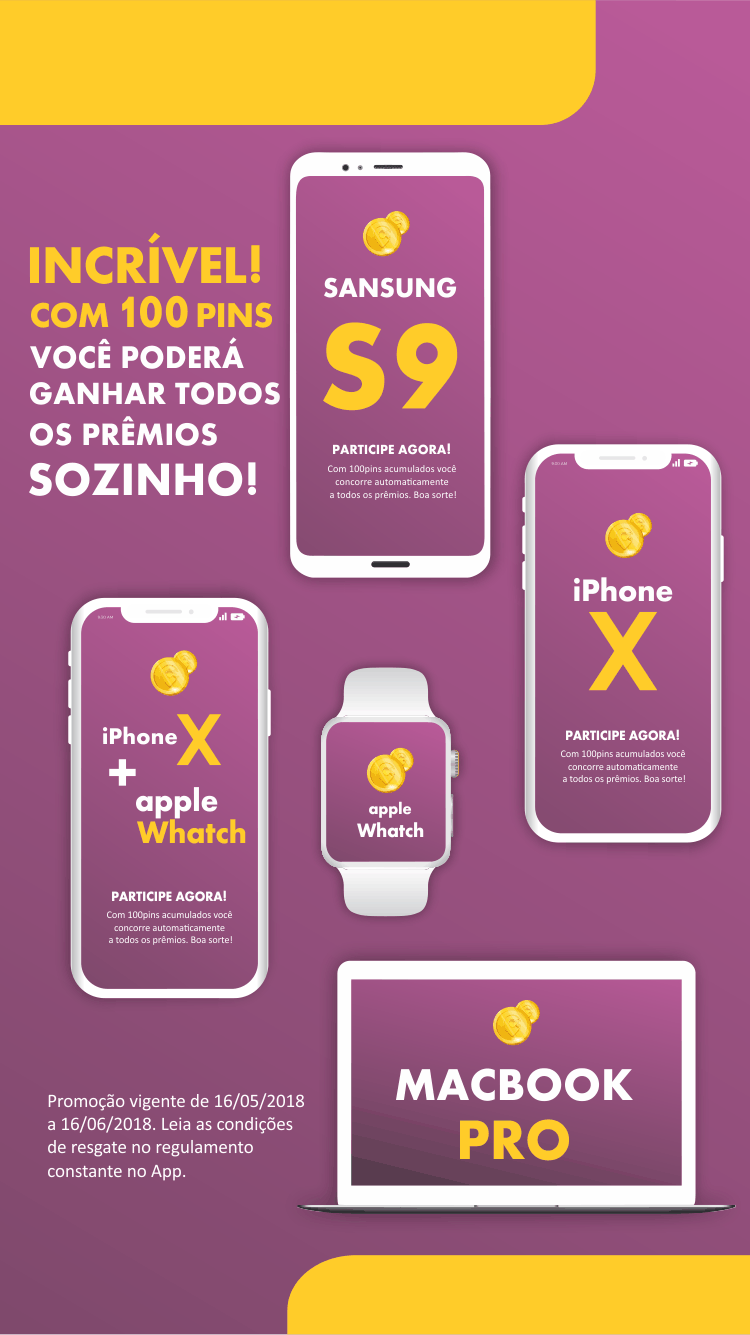 INCRÍVEL!
COM 100 PINS
VOCÊ PODERÁ
GANHAR TODOS
OS PRÊMIOS
SOZINHO!
SANSUNG
S9
PARTICIPE AGORA!
Com 100pins acumulados você
concorre automaticamente
a todos os prêmios. Boa sorte!
9:03 AM
iPhone
X
PARTICIPE AGORA!
Com 100pins acumulados você
concorre automaticamente
a todos os prêmios. Boa sorte!
iPhone X
+
apple
Whatch
PARTICIPE AGORA!
Com 100pins acumulados você
concorre automaticamente
a todos os prêmios. Boa sorte!
apple
Whatch
MACBOOK
PRO
Promoção vigente de 16/05/2018
a 16/06/2018. Leia as condições
de resgate no regulamento
constante no App.